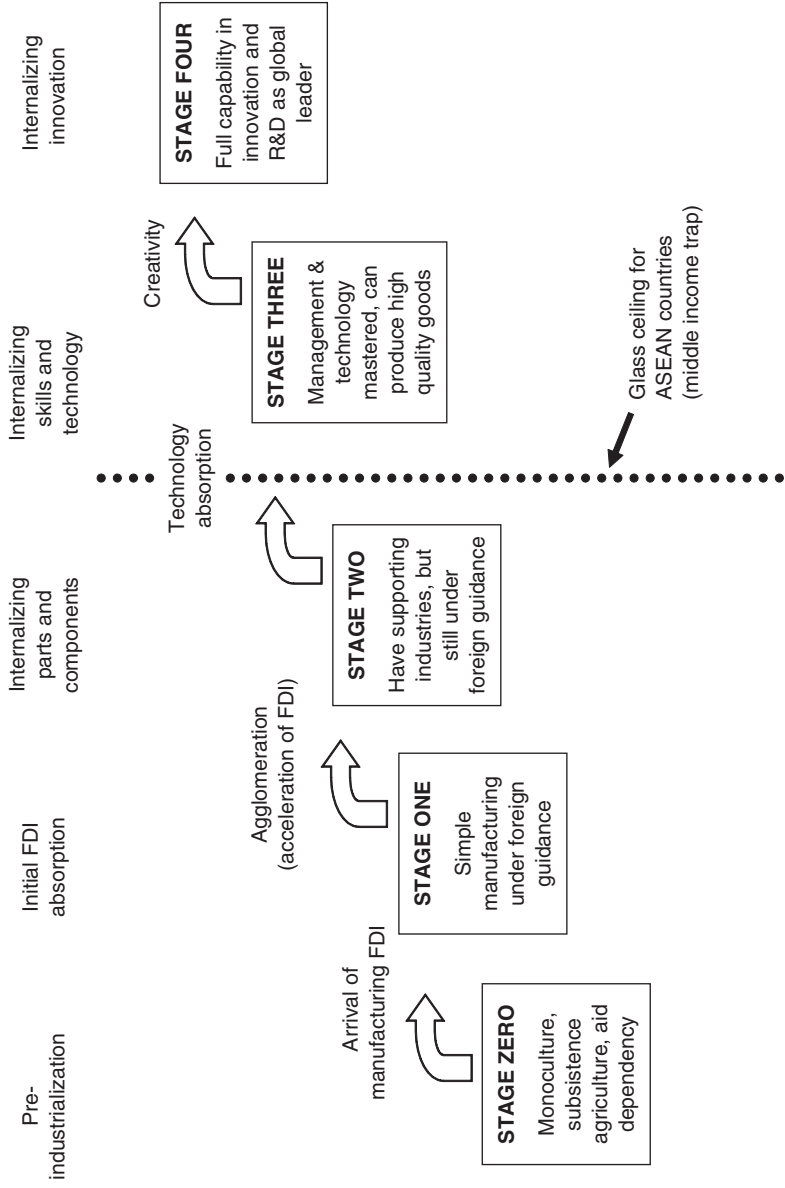 Pre-
industrialization
Initial FDI
absorption
Internalizing
parts and
components
Internalizing
skills and
technology
Internalizing
innovation
Arrival of
manufacturing FDI
Agglomeration
(acceleration of FDI)
Technology
absorption
Creativity
STAGE ZERO
Monoculture,
subsistence
agriculture, aid
dependency
STAGE ONE
Simple
manufacturing
under foreign
guidance
STAGE TWO
Have supporting
industries, but
still under
foreign guidance
STAGE THREE
Management &
technology
mastered, can
produce high
quality goods
STAGE FOUR
Full capability in
innovation and
R&D as global
leader
Glass ceiling for
ASEAN countries
(middle income trap)